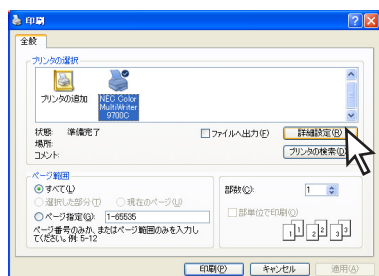 印刷
全般
プリンタの選択
プリンタの追加
NEC Color
MultiWriter
9700C
状態: 準備完了
場所:
コメント:
ファイルへ出力(F)
詳細設定(R)
プリンタの検索(D)
ページ範囲
すべて(L)
選択した部分(T)
現在のページ(U)
ページ指定(G): 1-65535
ページ番号のみか、またはページ範囲のみを入力し
てください。例: 5-12
部数(C): 1
部単位で印刷(O)
1 1 2 2 3 3
印刷(P)
キャンセル
適用(A)